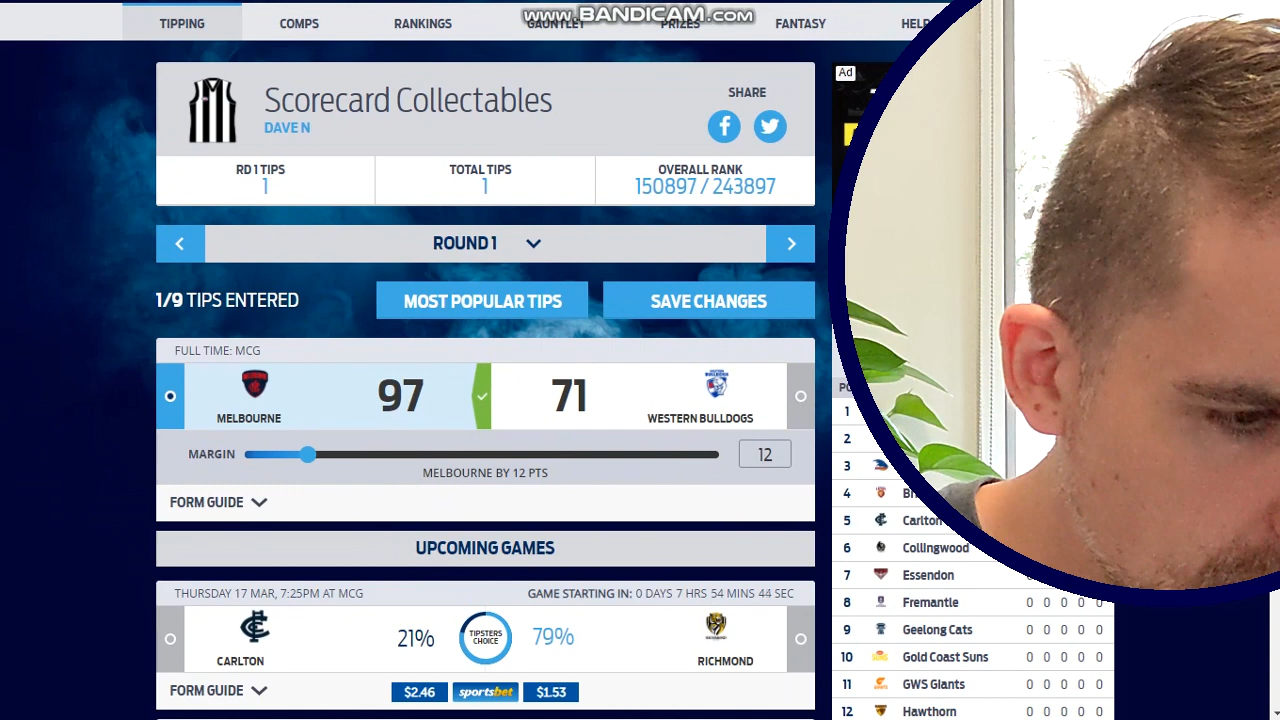 www.BANDICAM.com
TIPPING COMPS RANKINGS GAUNTLET PRIZES FANTASY HELP
Ad
Scorecard Collectables
DAVE N
SHARE
RD 1 TIPS TOTAL TIPS OVERALL RANK
1 1 150897 / 243897
ROUND 1
1/9 TIPS ENTERED MOST POPULAR TIPS SAVE CHANGES
FULL TIME: MCG
97 71
MELBOURNE WESTERN BULLDOGS
MARGIN 12
MELBOURNE BY 12 PTS
FORM GUIDE
UPCOMING GAMES
THURSDAY 17 MAR, 7:25PM AT MCG GAME STARTING IN: 0 DAYS 7 HRS 54 MINS 44 SEC
21% TIPSTERS CHOICE 79%
CARLTON RICHMOND
FORM GUIDE $2.46 sportsbet $1.53
1
2
3
4
5 Carlton
6 Collingwood
7 Essendon
8 Fremantle 0 0 0 0
9 Geelong Cats 0 0 0 0
10 Gold Coast Suns 0 0 0 0
11 GWS Giants 0 0 0 0
12 Hawthorn 0 0 0 0